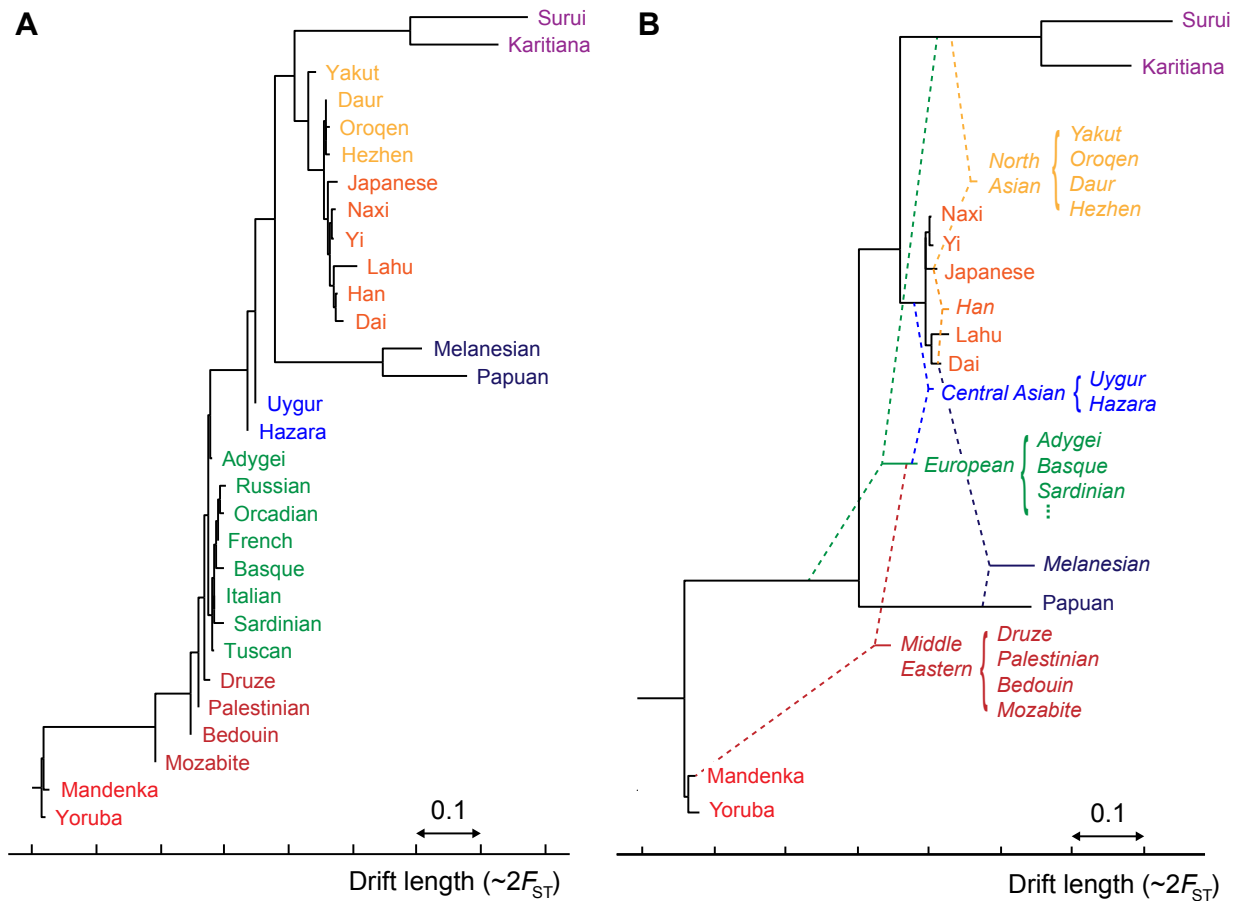 A
Surui
Karitiana
Yakut
Daur
Oroqen
Hezhen
Japanese
Naxi
Yi
Lahu
Han
Dai
Melanesian
Papuan
Uygur
Hazara
Adygei
Russian
Orcadian
French
Basque
Italian
Sardinian
Tuscan
Druze
Palestinian
Bedouin
Mozabite
Mandenka
Yoruba
0.1
Drift length (~2FST)
B
Surui
Karitiana
North
Asian
Yakut
Oroqen
Daur
Hezhen
Naxi
Yi
Japanese
Han
Lahu
Dai
Central Asian
Uygur
Hazara
European
Adygei
Basque
Sardinian
Melanesian
Papuan
Middle
Eastern
Druze
Palestinian
Bedouin
Mozabite
Mandenka
Yoruba
0.1
Drift length (~2FST)